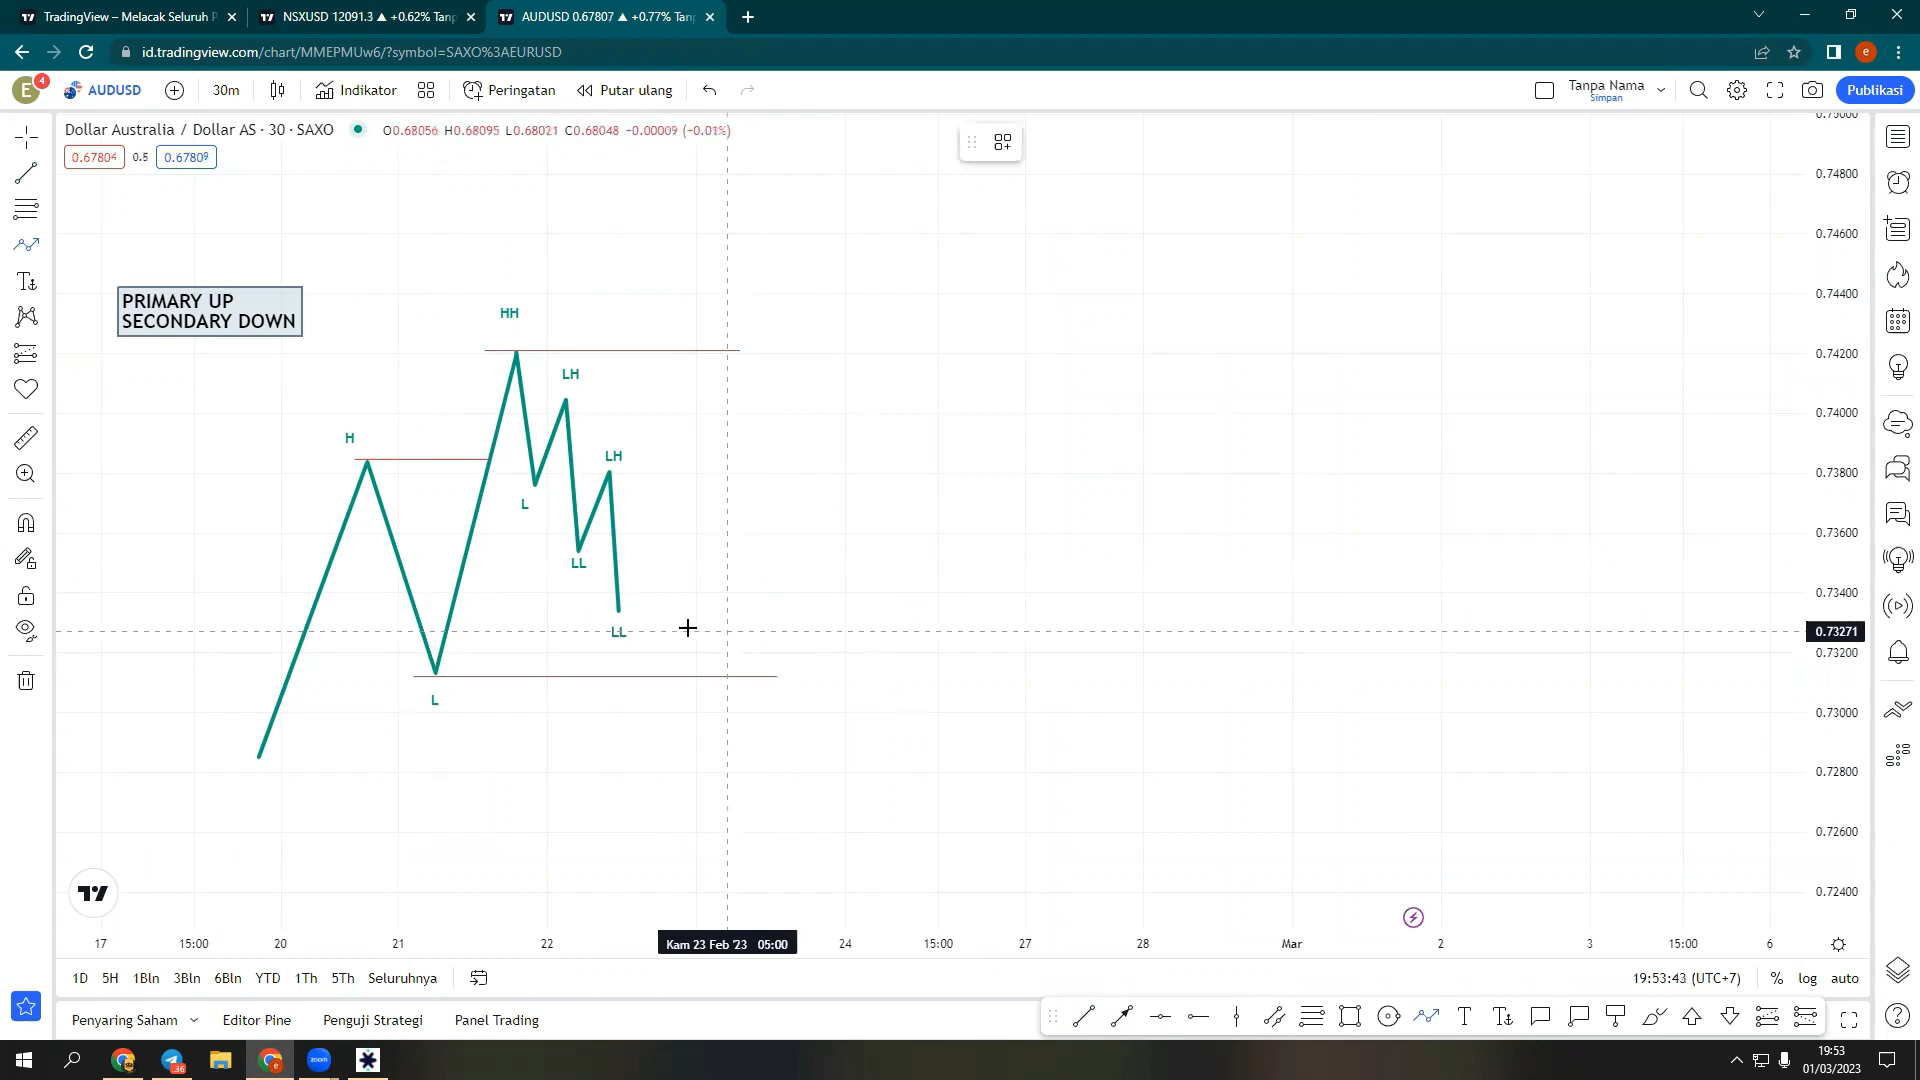 TradingView – Melacak Seluruh P
NSXUSD 12091.3 ▲ +0.62% Tanp
AUDUSD 0.67807 ▲ +0.77% Tan
id.tradingview.com/chart/MMEPMUw6/?symbol=SAXO%3AEURUSD
e
E
4
AUDUSD
30m
Indikator
Peringatan
Putar ulang
Tanpa Nama
Simpan
Publikasi
Dollar Australia / Dollar AS · 30 · SAXO
O0.68056 H0.68095 L0.68021 C0.68048 −0.00009 (−0.01%)
0.67804
0.5
0.67809
PRIMARY UP
SECONDARY DOWN
HH
LH
H
LH
L
LL
LL
L
0.75000
0.74800
0.74600
0.74400
0.74200
0.74000
0.73800
0.73600
0.73400
0.73271
0.73200
0.73000
0.72800
0.72600
0.72400
17
15:00
20
21
22
Kam 23 Feb '23 05:00
24
15:00
27
28
Mar
2
3
15:00
6
1D
5H
1Bln
3Bln
6Bln
YTD
1Th
5Th
Seluruhnya
19:53:43 (UTC+7)
%
log
auto
Penyaring Saham
Editor Pine
Penguji Strategi
Panel Trading
36
zoom
e
19:53
01/03/2023